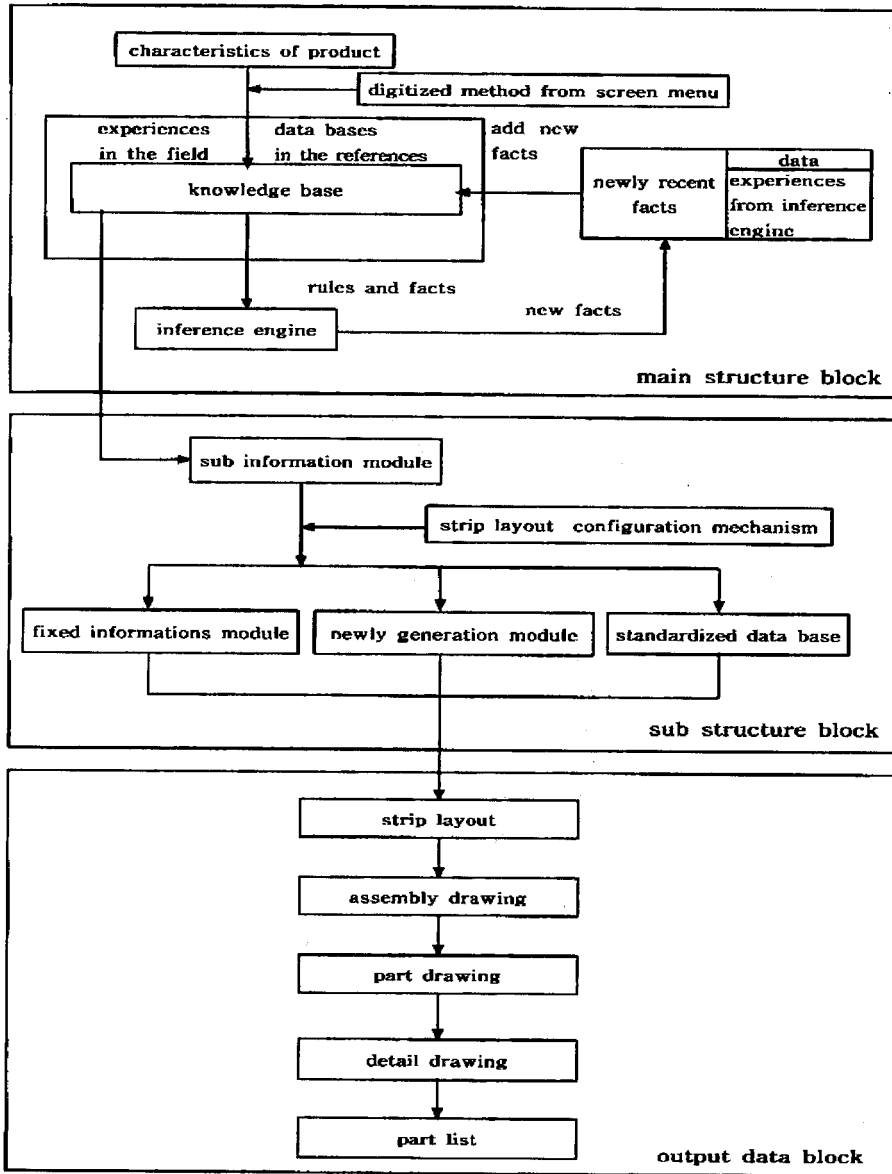 characteristics of product
digitized method from screen menu
experiences
in the field
data bases
in the references
add new
facts
knowledge base
newly recent
facts
data
experiences
from inference
engine
rules and facts
new facts
inference engine
main structure block
sub information module
strip layout configuration mechanism
fixed informations module
newly generation module
standardized data base
sub structure block
strip layout
assembly drawing
part drawing
detail drawing
part list
output data block